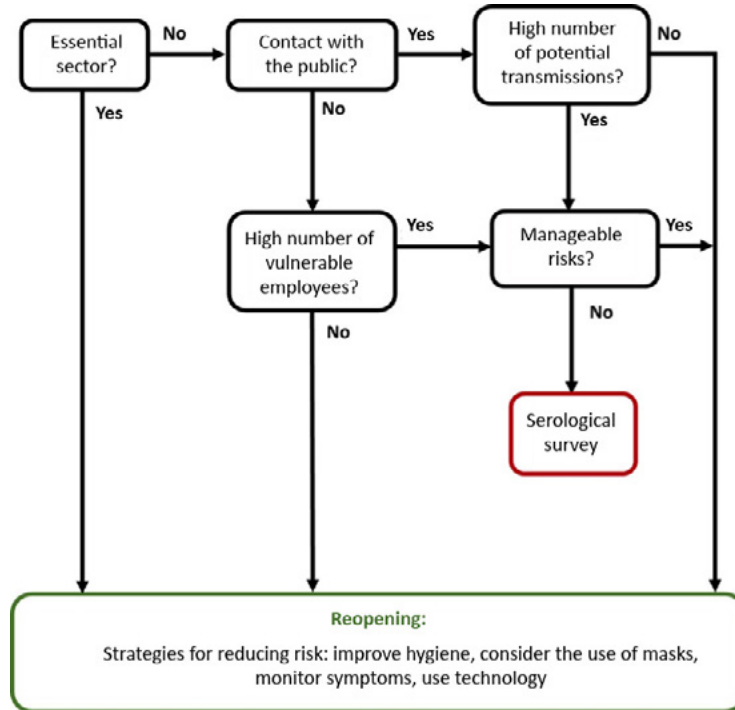 Essential
sector?
No
Contact with
the public?
Yes
High number
of potential
transmissions?
No
Yes
No
Yes
High number of
vulnerable
employees?
Yes
Manageable
risks?
Yes
No
No
Serological
survey
Reopening:
Strategies for reducing risk: improve hygiene, consider the use of masks,
monitor symptoms, use technology